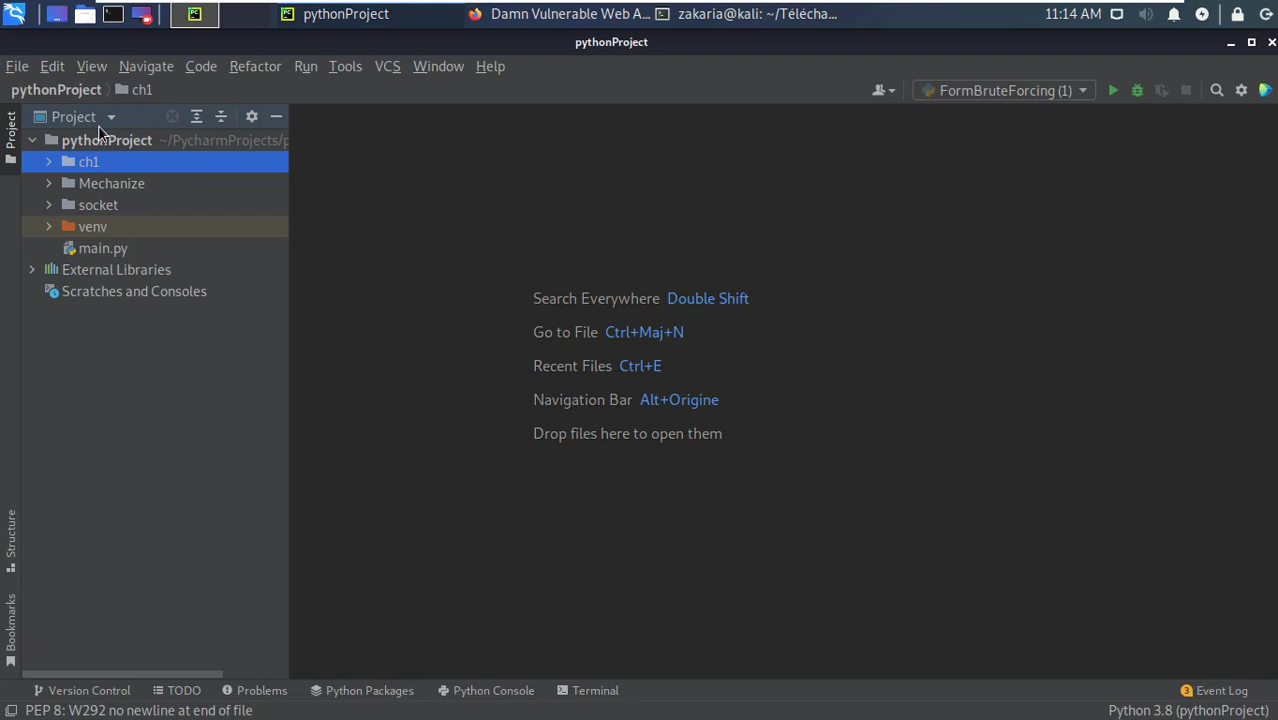 pythonProject
Damn Vulnerable Web A...
zakaria@kali: ~/Télécha...
11:14 AM
pythonProject
File Edit View Navigate Code Refactor Run Tools VCS Window Help
pythonProject ch1
FormBruteForcing (1)
Project
Project
pythonProject ~/PycharmProjects/p
ch1
Mechanize
socket
venv
main.py
External Libraries
Scratches and Consoles
Search Everywhere Double Shift
Go to File Ctrl+Maj+N
Recent Files Ctrl+E
Navigation Bar Alt+Origine
Drop files here to open them
Structure
Bookmarks
Version Control TODO Problems Python Packages Python Console Terminal
3 Event Log
PEP 8: W292 no newline at end of file
Python 3.8 (pythonProject)